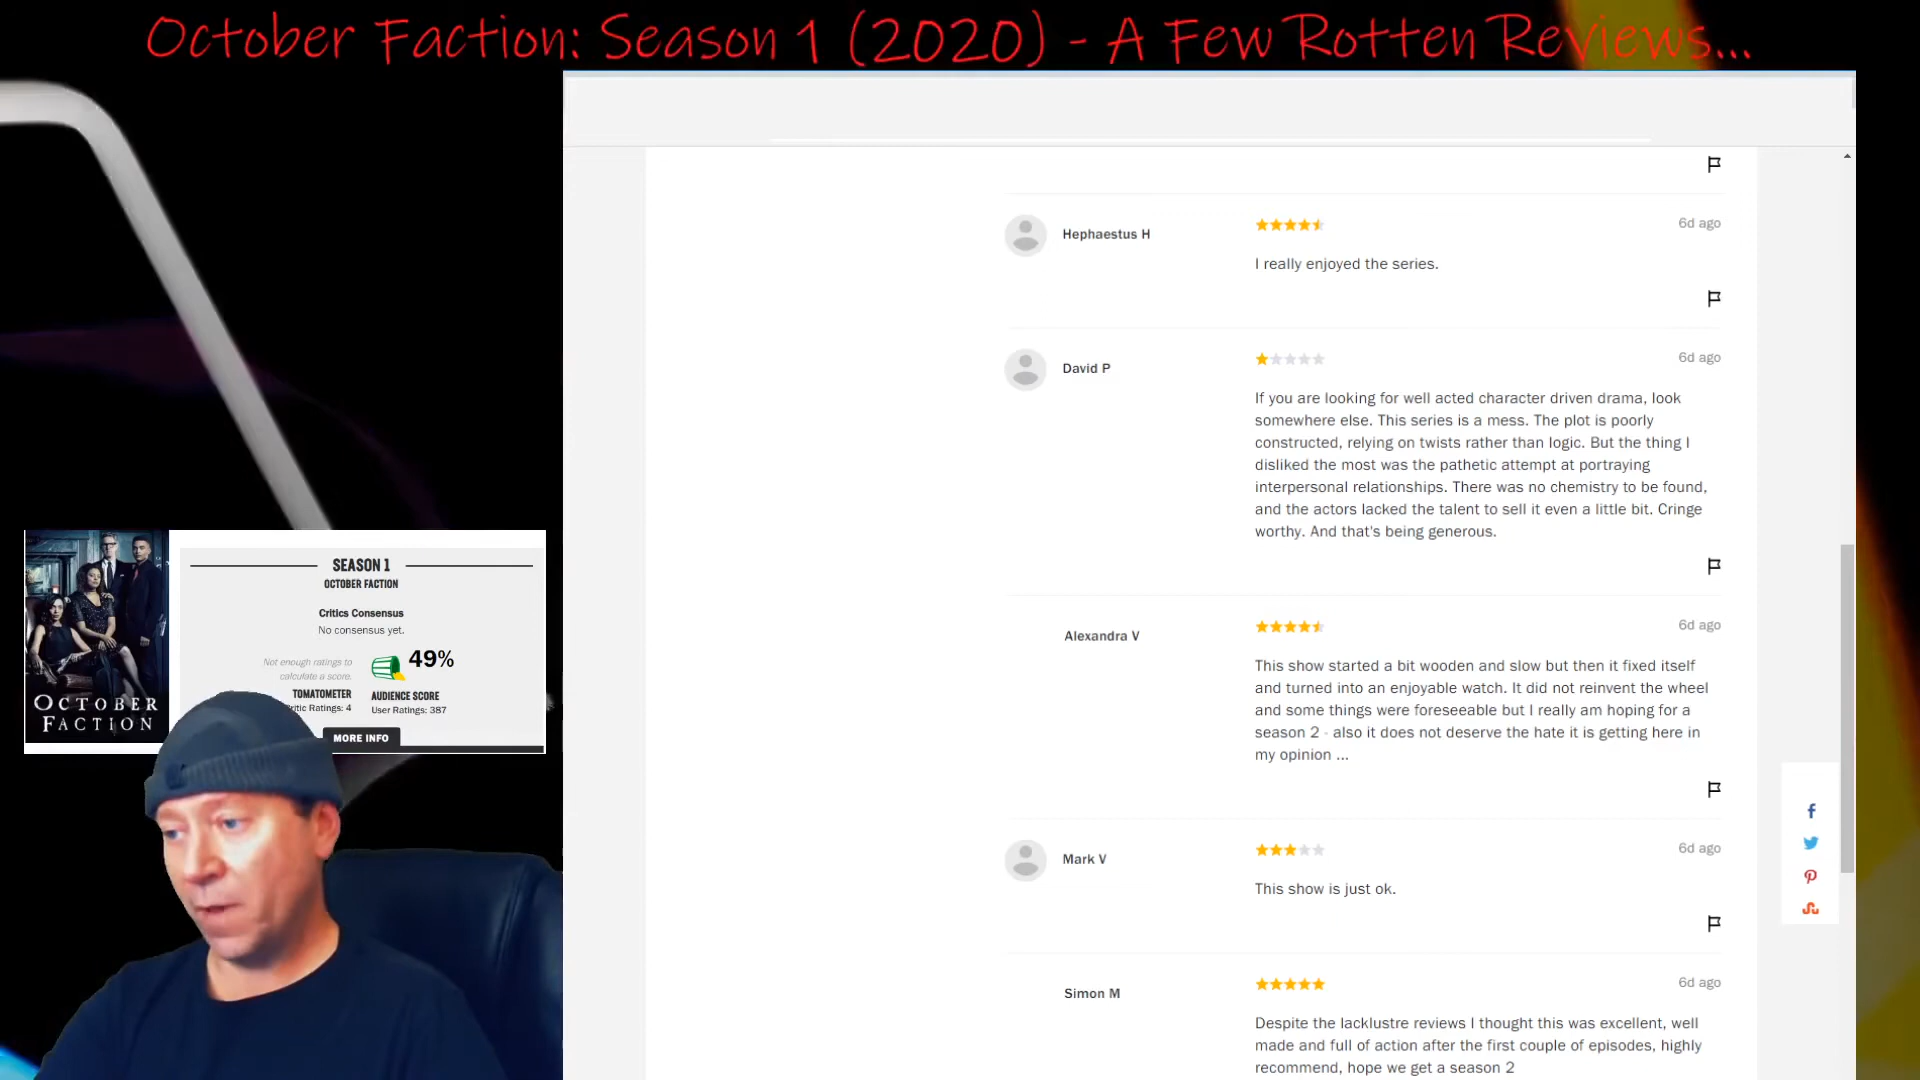 October Faction: Season 1 (2020) - A Few Rotten Reviews...
Hephaestus H
6d ago
I really enjoyed the series.
David P
6d ago
If you are looking for well acted character driven drama, look
somewhere else. This series is a mess. The plot is poorly
constructed, relying on twists rather than logic. But the thing I
disliked the most was the pathetic attempt at portraying
interpersonal relationships. There was no chemistry to be found,
and the actors lacked the talent to sell it even a little bit. Cringe
worthy. And that's being generous.
Alexandra V
6d ago
This show started a bit wooden and slow but then it fixed itself
and turned into an enjoyable watch. It did not reinvent the wheel
and some things were foreseeable but I really am hoping for a
season 2 - also it does not deserve the hate it is getting here in
my opinion ...
Mark V
6d ago
This show is just ok.
Simon M
6d ago
Despite the lacklustre reviews I thought this was excellent, well
made and full of action after the first couple of episodes, highly
recommend, hope we get a season 2
OCTOBER
FACTION
SEASON 1
OCTOBER FACTION
Critics Consensus
No consensus yet.
Not enough ratings to
calculate a score.
TOMATOMETER
Ratings: 4
49%
AUDIENCE SCORE
User Ratings: 387
MORE INFO